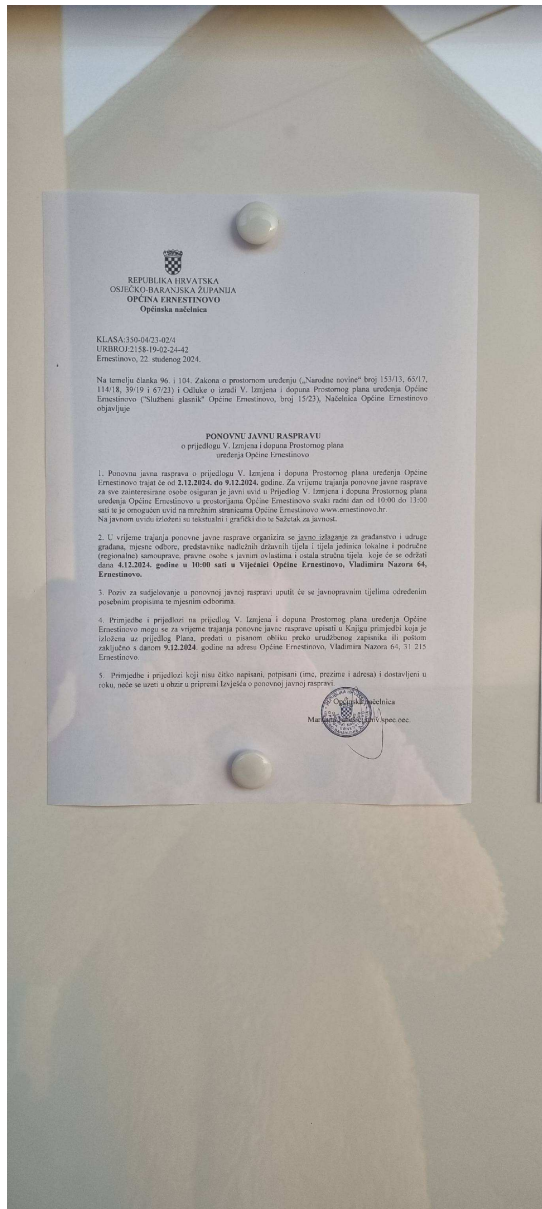 REPUBLIKA HRVATSKA
OSJEČKO-BARANJSKA ŽUPANIJA
OPĆINA ERNESTINOVO
Općinska načelnica
KLASA:350-04/23-02/4
URBROJ:2158-19-02-24-42
Ernestinovo, 22. studenog 2024.
Na temelju članka 96. i 104. Zakona o prostornom uređenju („Narodne novine“ broj 153/13, 65/17,
114/18, 39/19 i 67/23) i Odluke o izradi V. Izmjena i dopuna Prostornog plana uređenja Općine
Ernestinovo ("Službeni glasnik" Općine Ernestinovo, broj 15/23), Načelnica Općine Ernestinovo
objavljuje
PONOVNU JAVNU RASPRAVU
o prijedlogu V. Izmjena i dopuna Prostornog plana
uređenja Općine Ernestinovo
1. Ponovna javna rasprava o prijedlogu V. Izmjena i dopuna Prostornog plana uređenja Općine
Ernestinovo trajat će od 2.12.2024. do 9.12.2024. godine. Za vrijeme trajanja ponovne javne rasprave
za sve zainteresirane osobe osiguran je javni uvid u Prijedlog V. Izmjena i dopuna Prostornog plana
uređenja Općine Ernestinovo u prostorijama Općine Ernestinovo svaki radni dan od 10:00 do 13:00
sati te je omogućen uvid na mrežnim stranicama Općine Ernestinovo www.ernestinovo.hr.
Na javnom uvidu izloženi su tekstualni i grafički dio te Sažetak za javnost.
2. U vrijeme trajanja ponovne javne rasprave organizira se javno izlaganje za građanstvo i udruge
građana, mjesne odbore, predstavnike nadležnih državnih tijela i tijela jedinica lokalne i područne
(regionalne) samouprave, pravne osobe s javnim ovlastima i ostala stručna tijela koje će se održati
dana 4.12.2024. godine u 10:00 sati u Vijećnici Općine Ernestinovo, Vladimira Nazora 64,
Ernestinovo.
3. Poziv za sudjelovanje u ponovnoj javnoj raspravi uputit će se javnopravnim tijelima određenim
posebnim propisima te mjesnim odborima.
4. Primjedbe i prijedlozi na prijedlog V. Izmjena i dopuna Prostornog plana uređenja Općine
Ernestinovo mogu se za vrijeme trajanja ponovne javne rasprave upisati u Knjigu primjedbi koja je
izložena uz prijedlog Plana, predati u pisanom obliku preko urudžbenog zapisnika ili poštom
zaključno s danom 9.12.2024. godine na adresu Općine Ernestinovo, Vladimira Nazora 64, 31 215
Ernestinovo.
5. Primjedbe i prijedlozi koji nisu čitko napisani, potpisani (ime, prezime i adresa) i dostavljeni u
roku, neće se uzeti u obzir u pripremi Izvješća o ponovnoj javnoj raspravi.
Općinska načelnica
univ.spec.oec.